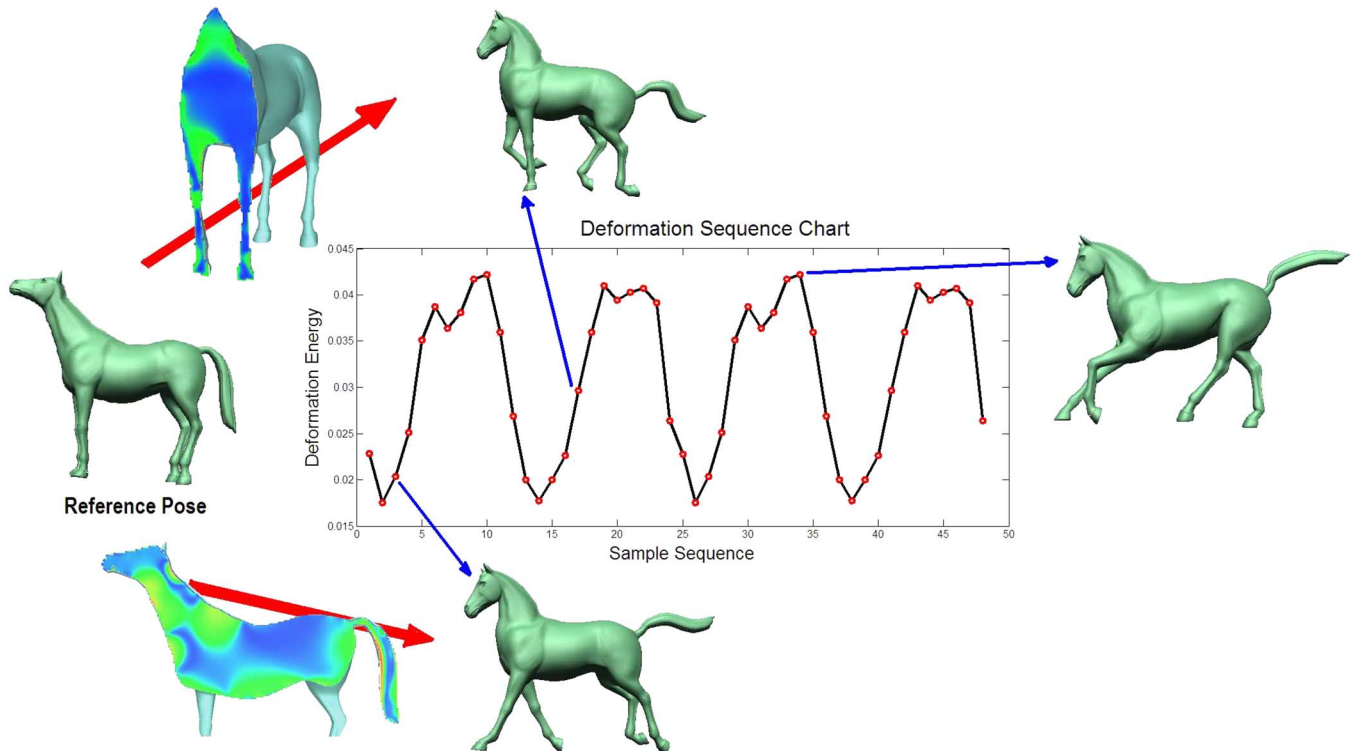 Deformation Sequence Chart
0.045
0.04
0.035
0.03
0.025
0.02
0.015
Deformation Energy
0 5 10 15 20 25 30 35 40 45 50
Sample Sequence
Reference Pose